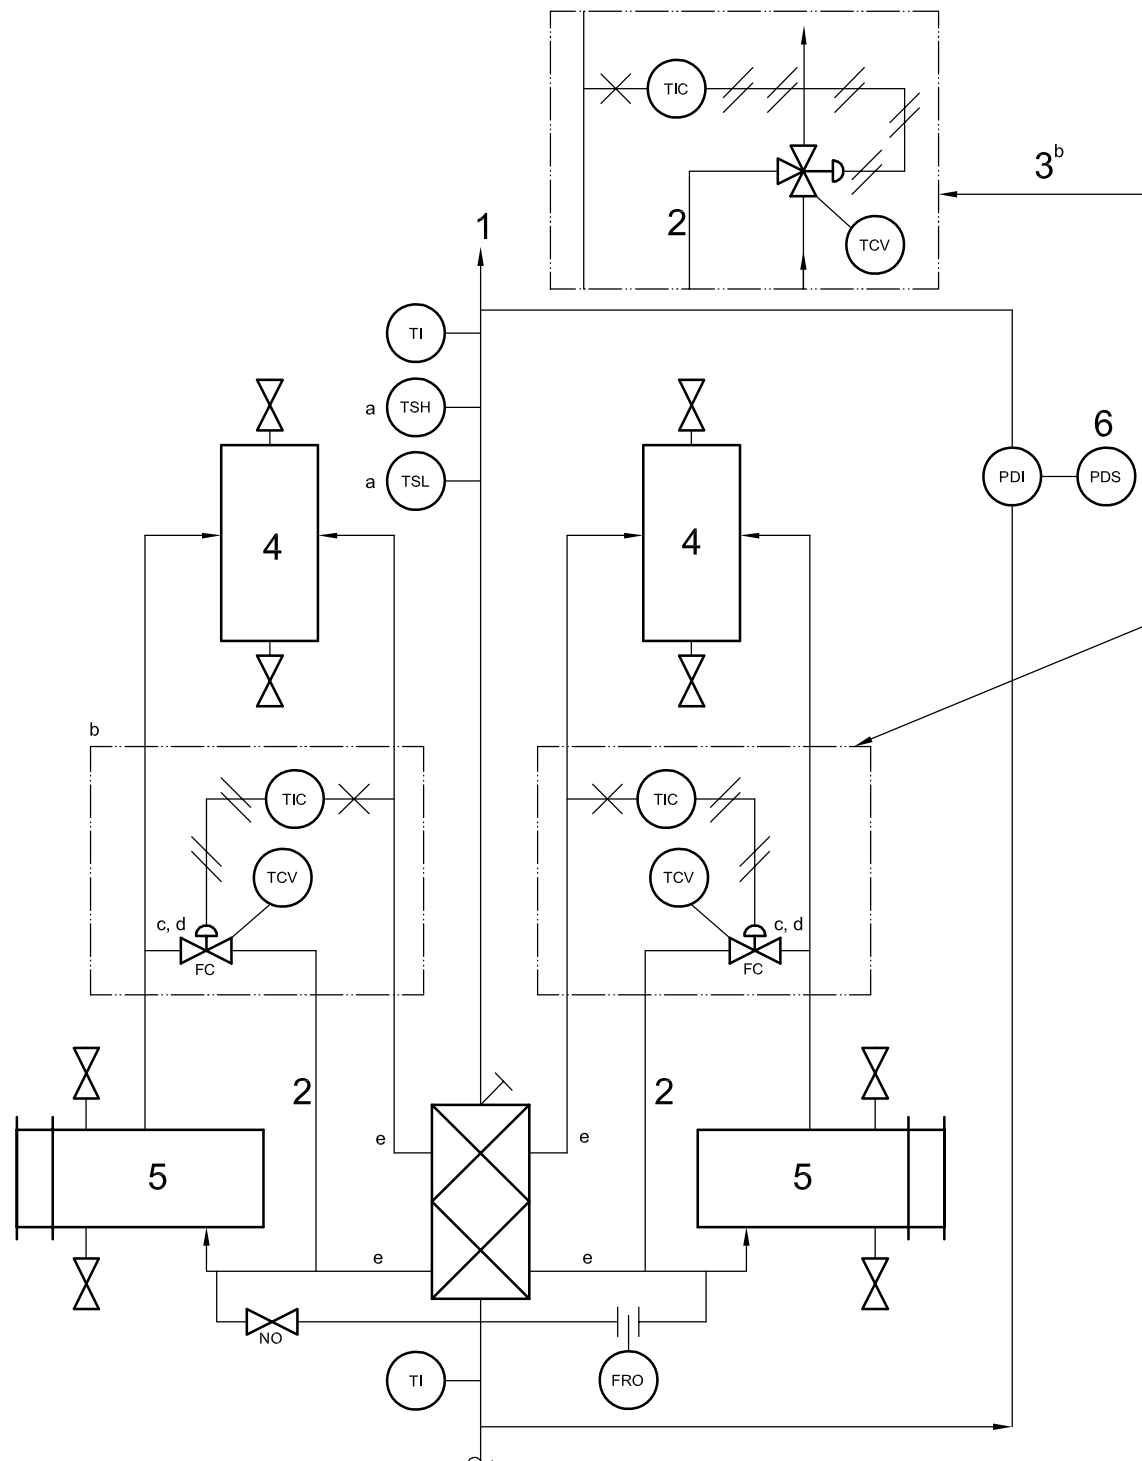 TIC
3b
2
TCV
1
TI
a TSH
6
a TSL
PDI PDS
4 4
b
TIC TIC
TCV TCV
c, d c, d
FC FC
2 2
e e
5 5
e e
NO
TI FRO